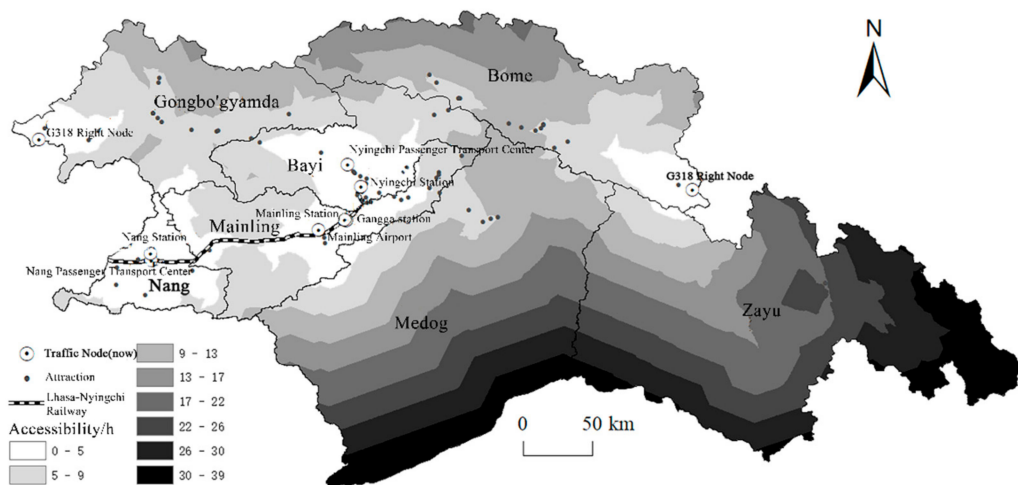 N
Bome
Gongbo'gyamda
G318 Right Node
Nyingchi Passenger Transport Center
Bayi
Nyingchi Station
G318 Right Node
Mainling Station
Gangga station
Mainling
Mainling Airport
Nang Station
Nang Passenger Transport Center
Nang
Medog
Zayu
Traffic Node(now)
Attraction
Lhasa-Nyingchi
Railway
Accessibility/h
0 - 5
5 - 9
9 - 13
13 - 17
17 - 22
22 - 26
26 - 30
30 - 39
0 50 km